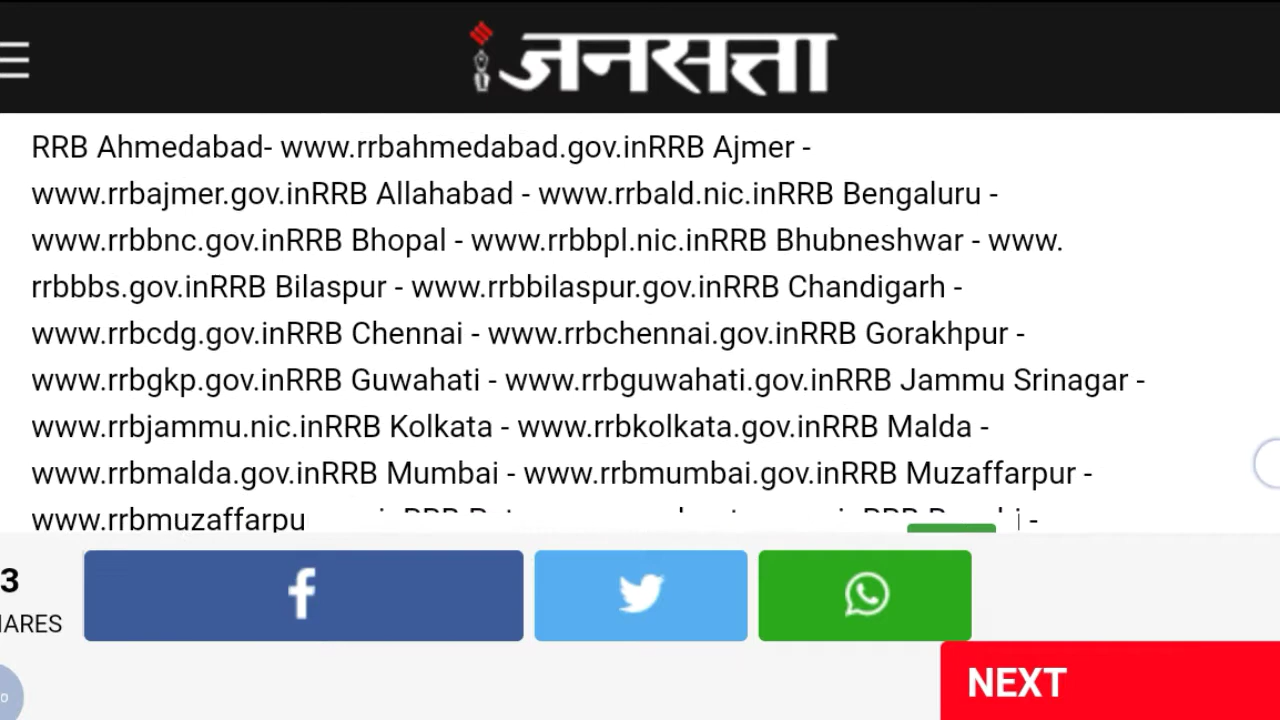 जनसत्ता
RRB Ahmedabad- www.rrbahmedabad.gov.inRRB Ajmer -
www.rrbajmer.gov.inRRB Allahabad - www.rrbald.nic.inRRB Bengaluru -
www.rrbbnc.gov.inRRB Bhopal - www.rrbbpl.nic.inRRB Bhubneshwar - www.
rrbbbs.gov.inRRB Bilaspur - www.rrbbilaspur.gov.inRRB Chandigarh -
www.rrbcdg.gov.inRRB Chennai - www.rrbchennai.gov.inRRB Gorakhpur -
www.rrbgkp.gov.inRRB Guwahati - www.rrbguwahati.gov.inRRB Jammu Srinagar -
www.rrbjammu.nic.inRRB Kolkata - www.rrbkolkata.gov.inRRB Malda -
www.rrbmalda.gov.inRRB Mumbai - www.rrbmumbai.gov.inRRB Muzaffarpur -
www.rrbmuzaffarpu
3
NEXT